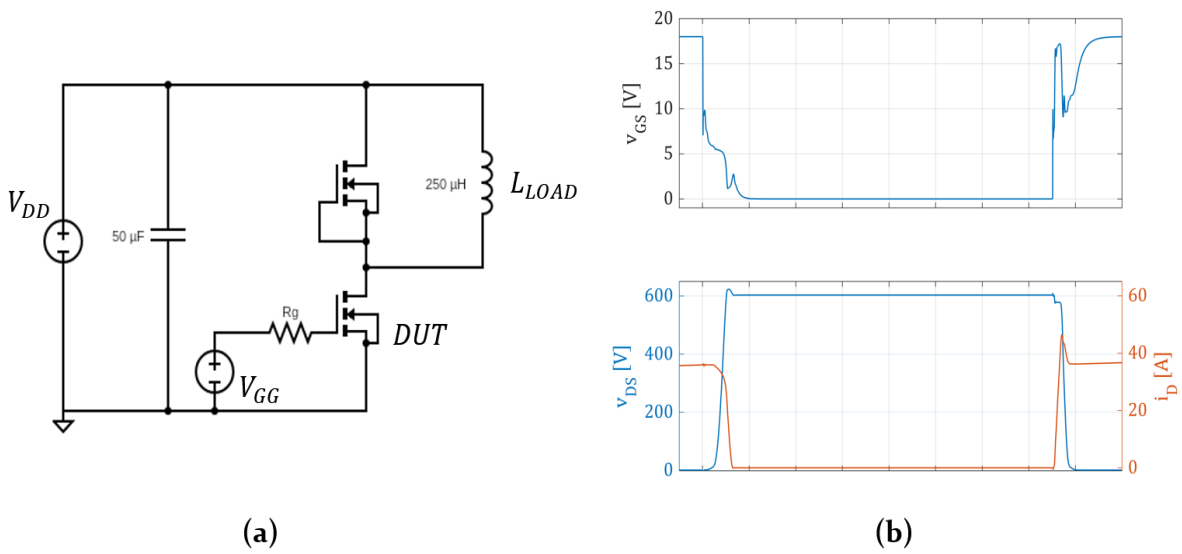 V_DD
50 µF
250 µH
L_LOAD
Rg
DUT
V_GG
(a)
20
15
10
5
0
v_GS [V]
600
400
200
0
v_DS [V]
60
40
20
0
i_D [A]
(b)